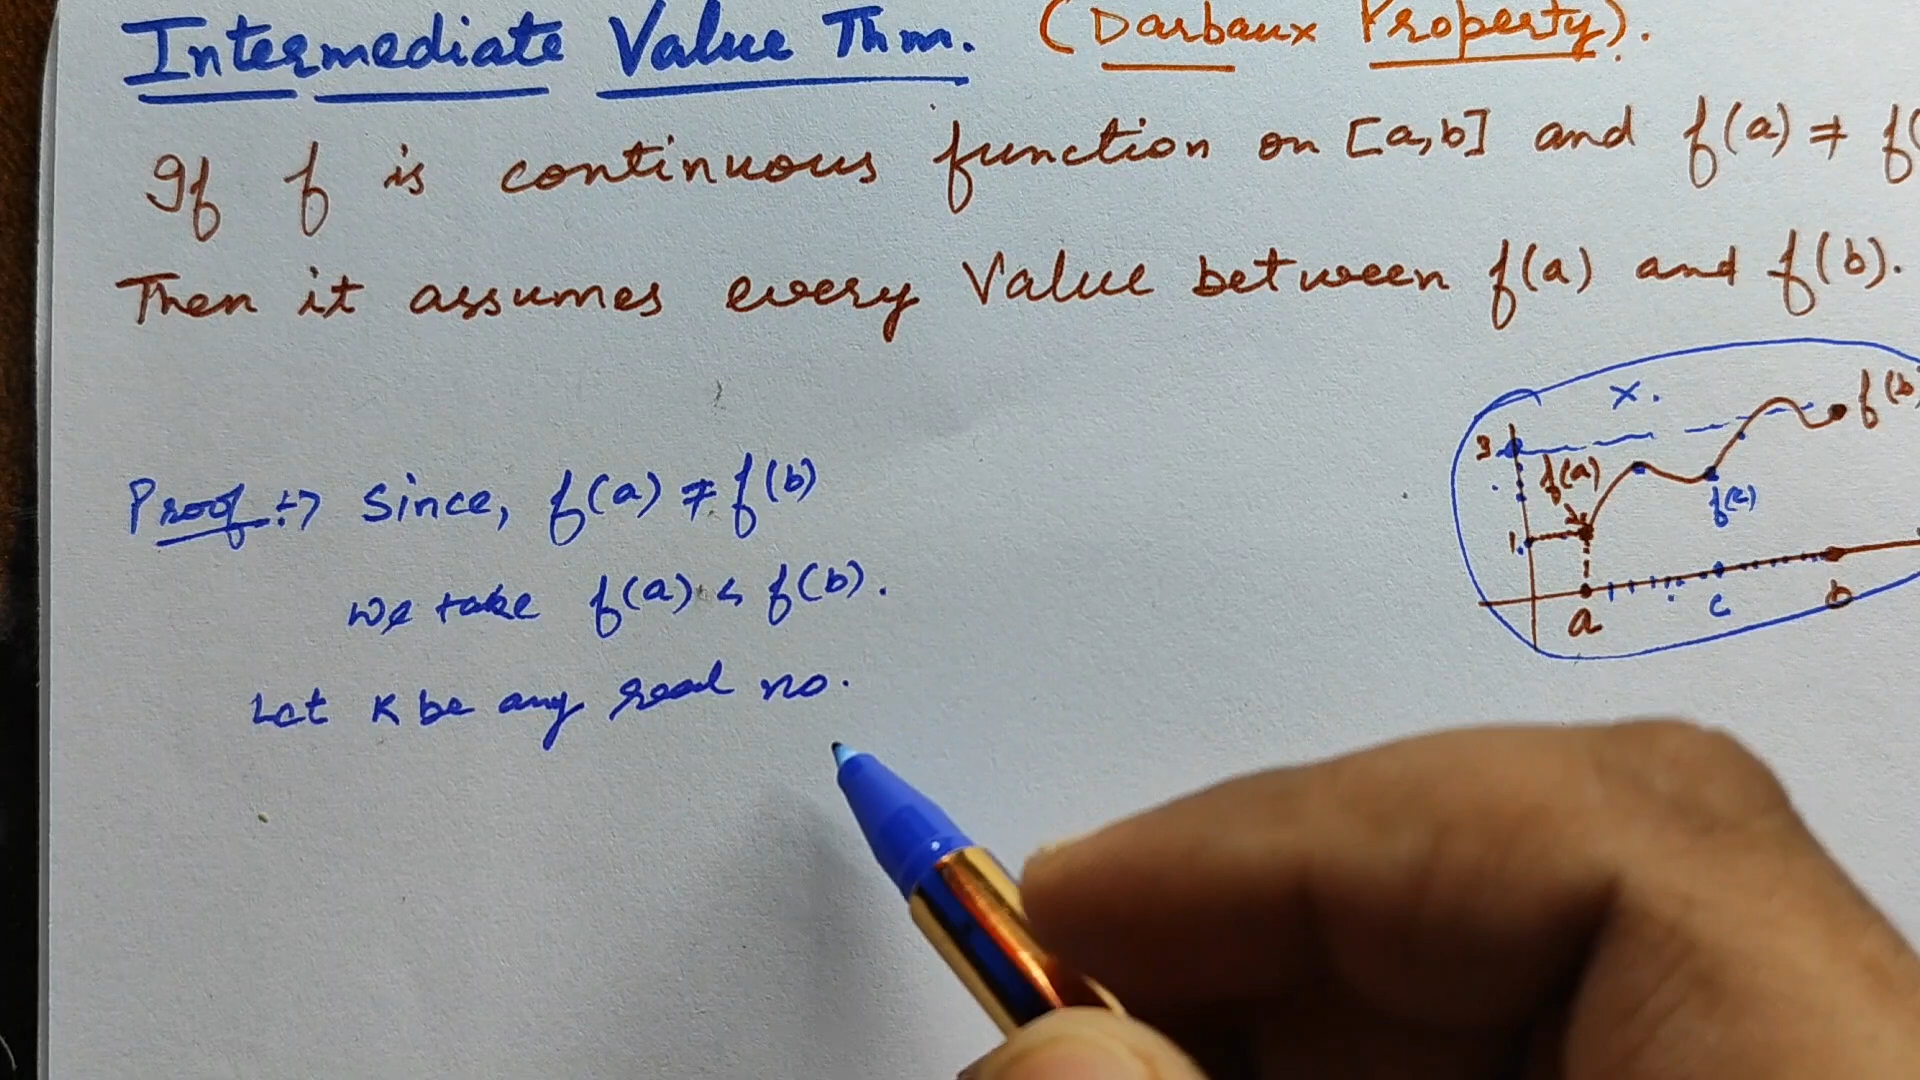 Intermediate Value Thm. (Darbaux Property).
If f is continuous function on [a,b] and f(a) ≠ f(
Then it assumes every Value between f(a) and f(b).
Proof :→ Since, f(a) ≠ f(b)
We take f(a) < f(b).
Let K be any real no.
x.
f(b)
3
f(a)
f(c)
1
a
c
b